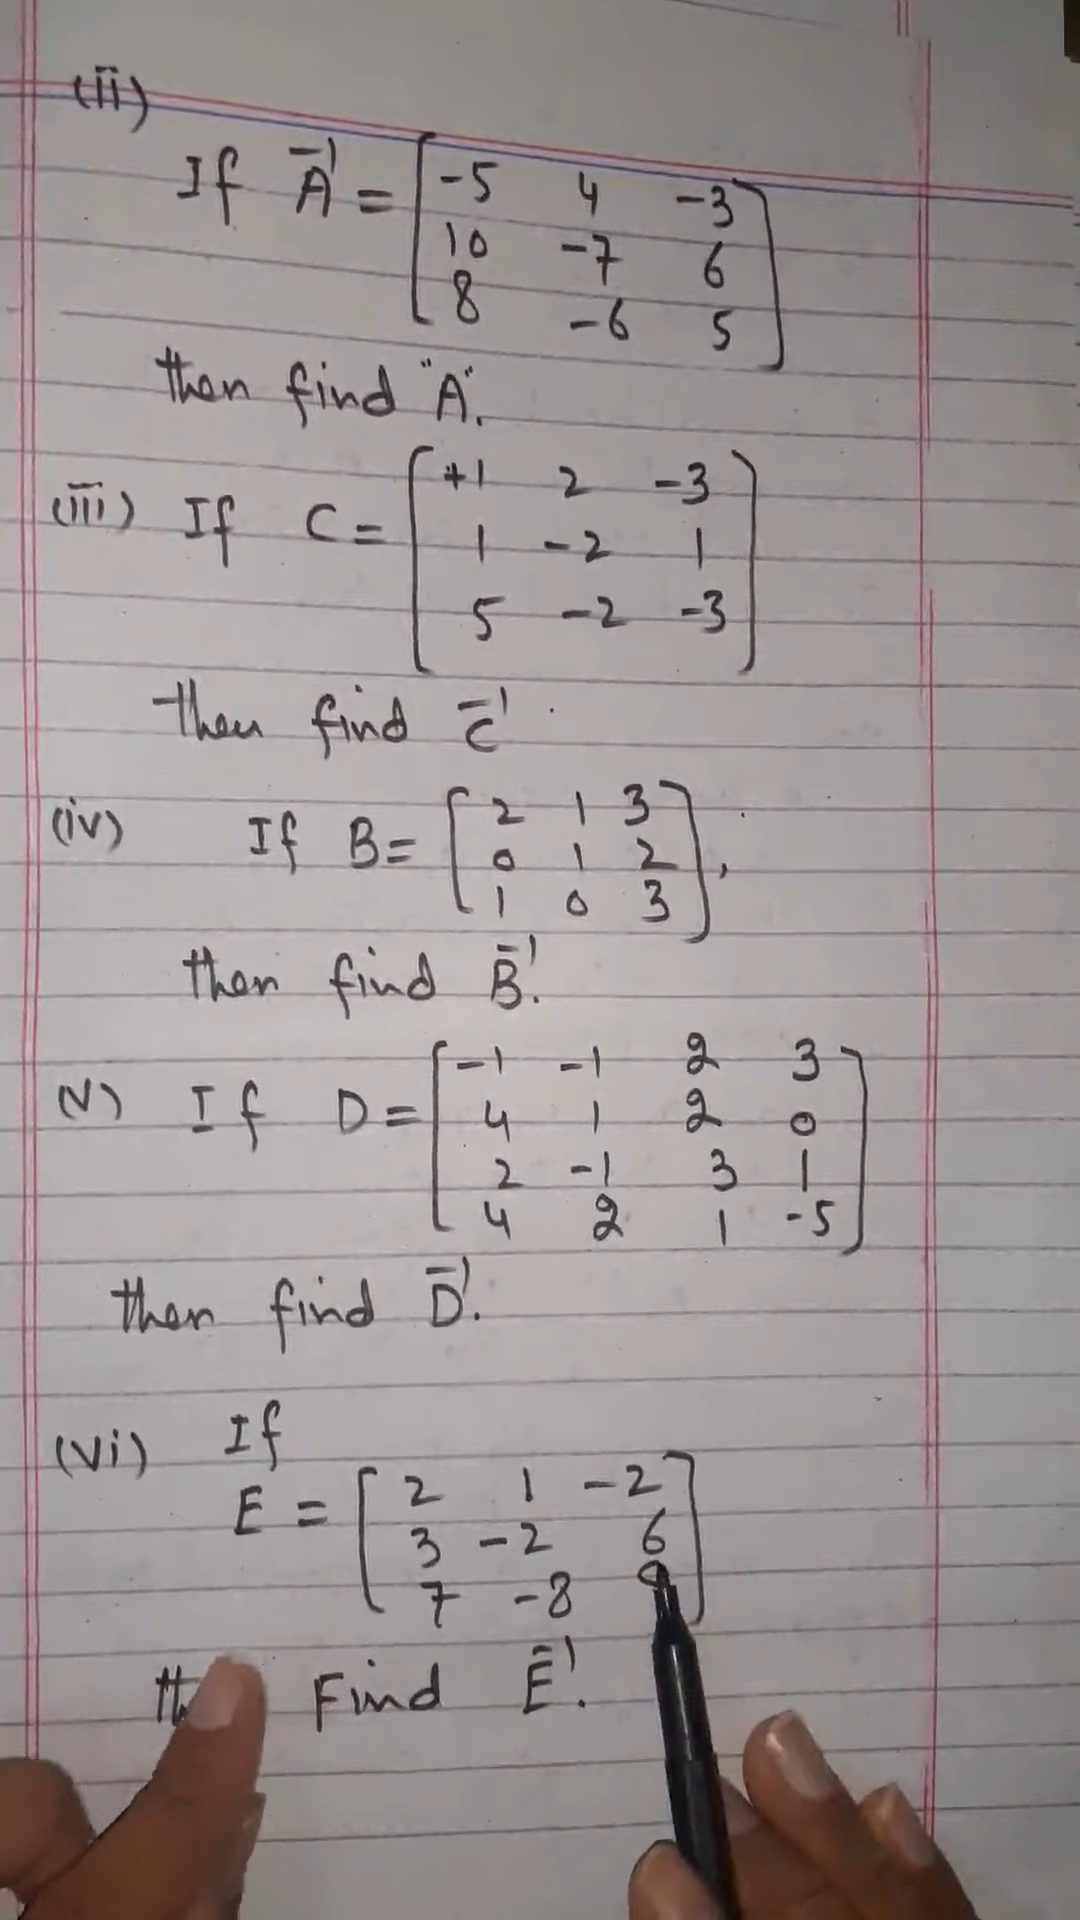 (ii)
If A⁻¹ = [-5 4 -3
10 -7 6
8 -6 5]
then find "A".
(iii) If C = [+1 2 -3
1 -2 1
5 -2 -3]
then find C⁻¹.
(iv) If B = [2 1 3
0 1 2
1 0 3],
then find B⁻¹.
(v) If D = [-1 -1 2 3
4 1 2 0
2 -1 3 1
4 2 1 -5]
then find D⁻¹.
(vi) If
E = [2 1 -2
3 -2 6
7 -8 ]
Find E⁻¹.